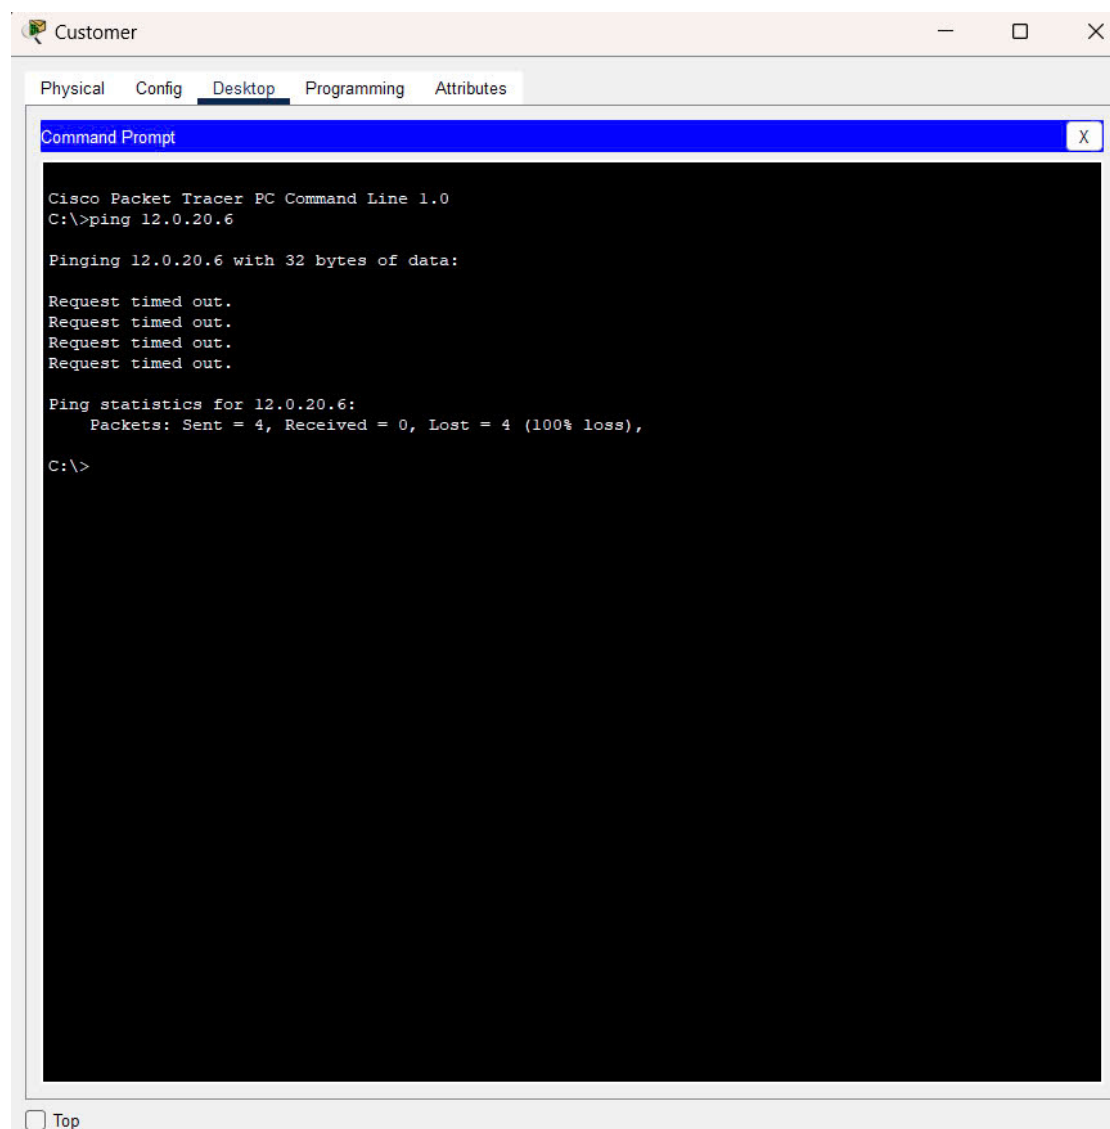 Customer
Physical Config Desktop Programming Attributes
Command Prompt X
Cisco Packet Tracer PC Command Line 1.0
C:\>ping 12.0.20.6
Pinging 12.0.20.6 with 32 bytes of data:
Request timed out.
Request timed out.
Request timed out.
Request timed out.
Ping statistics for 12.0.20.6:
    Packets: Sent = 4, Received = 0, Lost = 4 (100% loss),
C:\>
Top